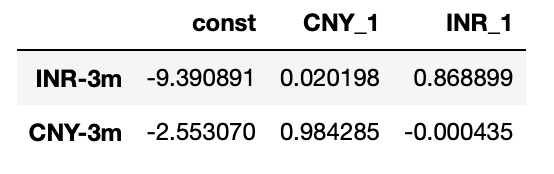 const CNY_1 INR_1
INR-3m -9.390891 0.020198 0.868899
CNY-3m -2.553070 0.984285 -0.000435